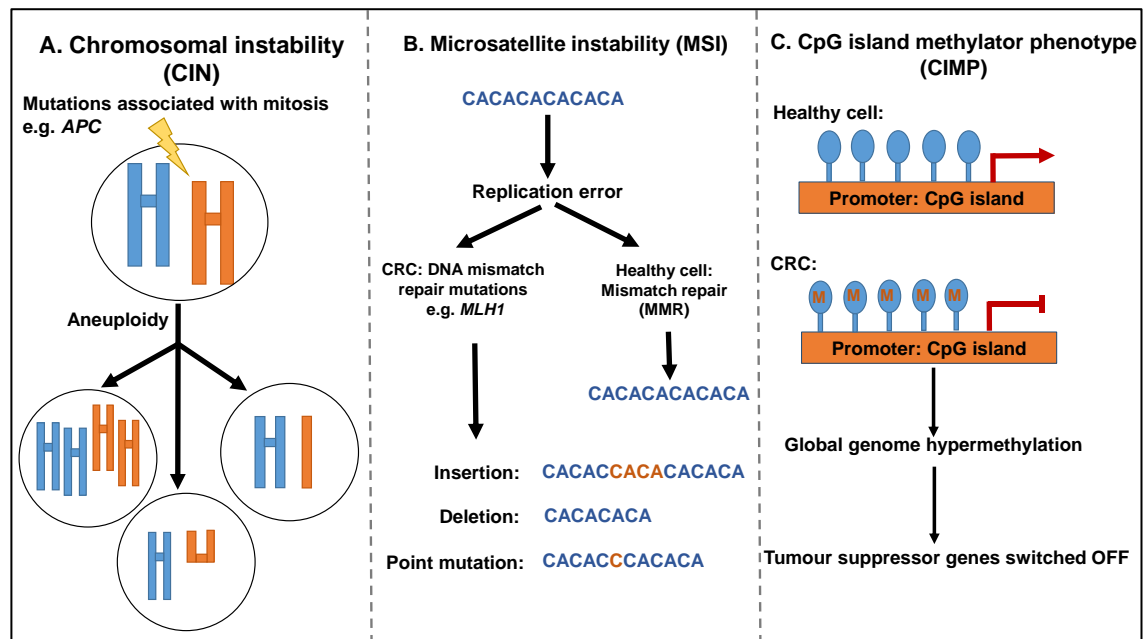 A. Chromosomal instability
(CIN)
Mutations associated with mitosis
e.g. APC
Aneuploidy
B. Microsatellite instability (MSI)
CACACACACACA
Replication error
CRC: DNA mismatch
repair mutations
e.g. MLH1
Healthy cell:
Mismatch repair
(MMR)
CACACACACACA
Insertion: CACACCACACACACA
Deletion: CACACACA
Point mutation: CACACCCACACA
C. CpG island methylator phenotype
(CIMP)
Healthy cell:
Promoter: CpG island
CRC:
M M M M M
Promoter: CpG island
Global genome hypermethylation
Tumour suppressor genes switched OFF